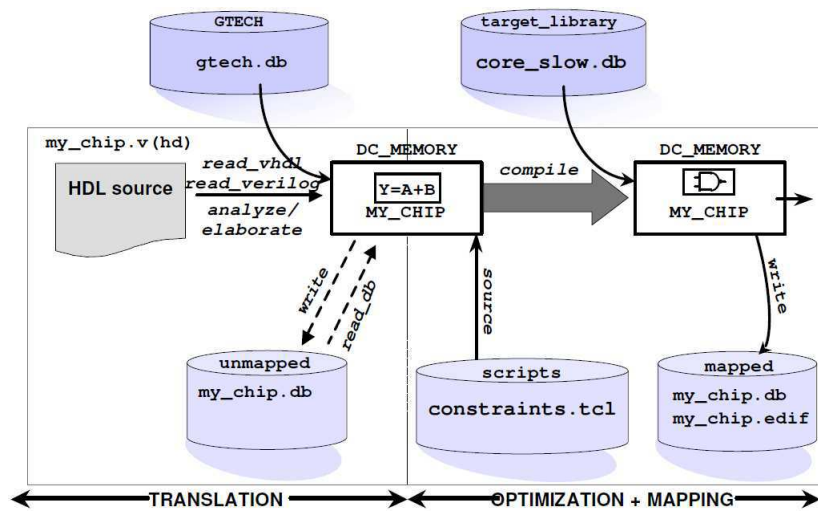 GTECH
gtech.db
target_library
core_slow.db
my_chip.v(hd)
HDL source
read_vhdl
read_verilog
analyze/
elaborate
DC_MEMORY
Y=A+B
MY_CHIP
compile
DC_MEMORY
MY_CHIP
write
read_db
source
write
unmapped
my_chip.db
scripts
constraints.tcl
mapped
my_chip.db
my_chip.edif
TRANSLATION
OPTIMIZATION + MAPPING